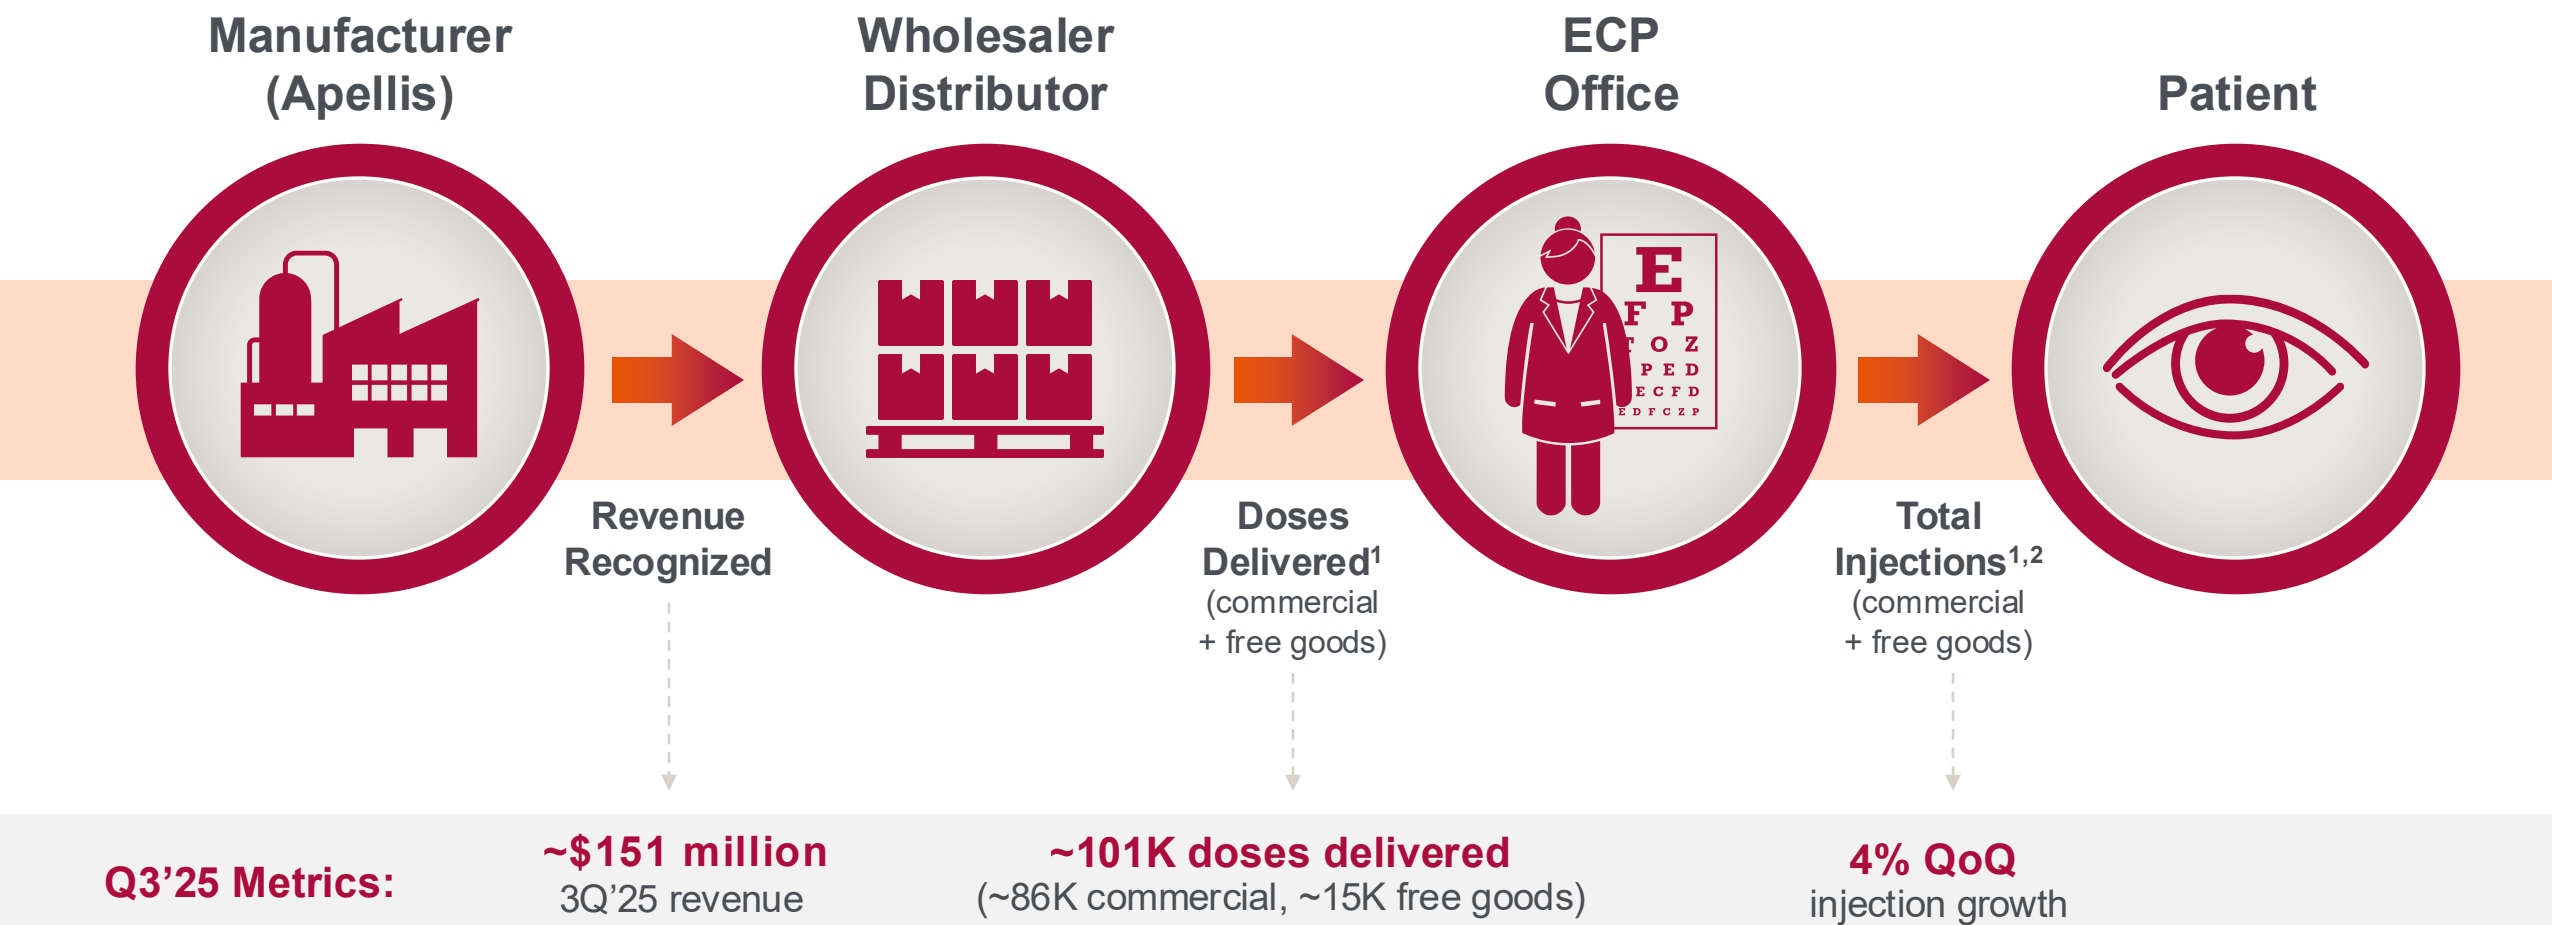 Manufacturer
(Apellis)
Wholesaler
Distributor
ECP
Office
Patient
E
F P
T O Z
P E D
E C F D
E D F C Z P
Revenue
Recognized
Doses
Delivered¹
(commercial
+ free goods)
Total
Injections¹,²
(commercial
+ free goods)
Q3’25 Metrics:
~$151 million
3Q’25 revenue
~101K doses delivered
(~86K commercial, ~15K free goods)
4% QoQ
injection growth